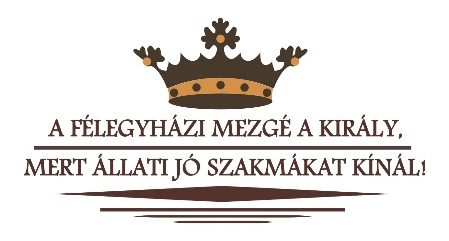 A FÉLEGYHÁZI MEZGÉ A KIRÁLY,
MERT ÁLLATI JÓ SZAKMÁKAT KÍNÁL!